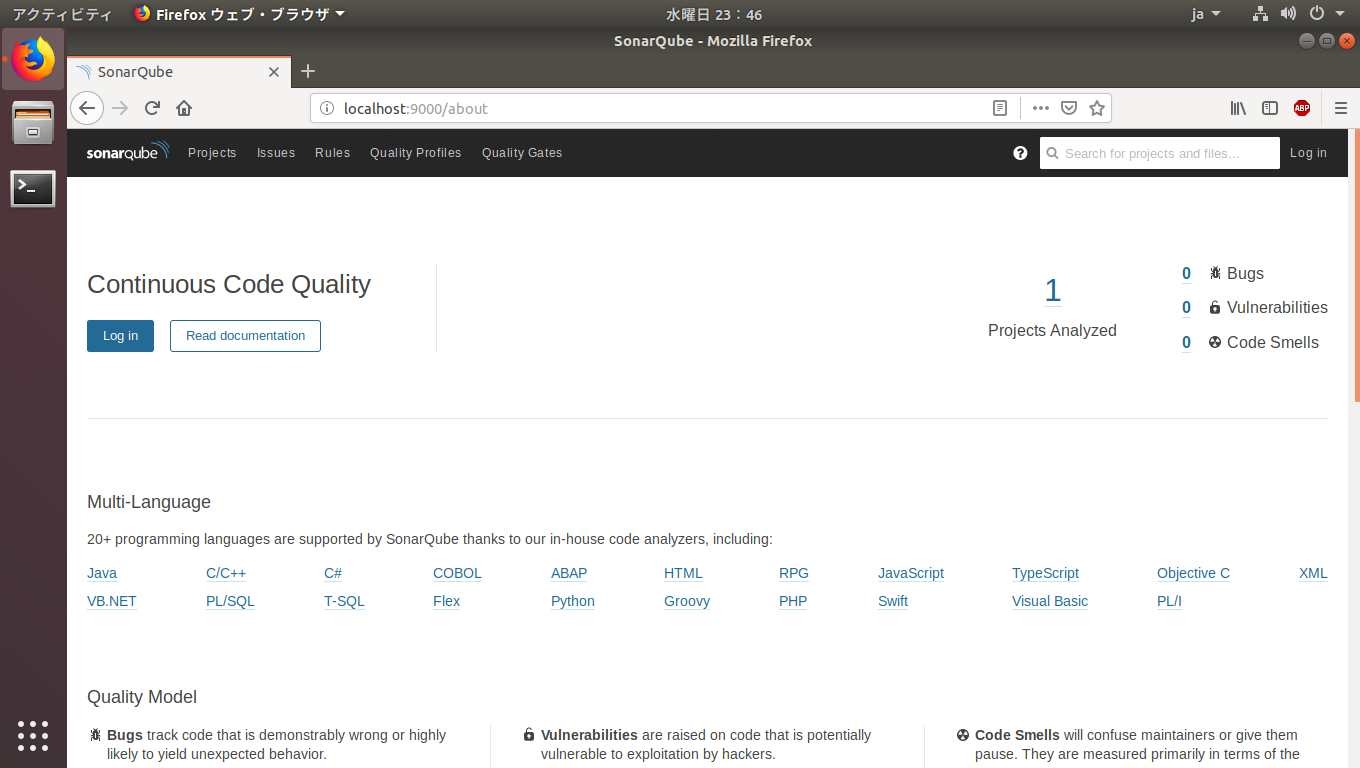 アクティビティ Firefox ウェブ・ブラウザ 水曜日 23：46 ja
SonarQube - Mozilla Firefox
SonarQube
localhost:9000/about ABP
sonarqube Projects Issues Rules Quality Profiles Quality Gates ? Search for projects and files... Log in
Continuous Code Quality
Log in Read documentation
1
Projects Analyzed
0 Bugs
0 Vulnerabilities
0 Code Smells
Multi-Language
20+ programming languages are supported by SonarQube thanks to our in-house code analyzers, including:
Java C/C++ C# COBOL ABAP HTML RPG JavaScript TypeScript Objective C XML
VB.NET PL/SQL T-SQL Flex Python Groovy PHP Swift Visual Basic PL/I
Quality Model
Bugs track code that is demonstrably wrong or highly
likely to yield unexpected behavior.
Vulnerabilities are raised on code that is potentially
vulnerable to exploitation by hackers.
Code Smells will confuse maintainers or give them
pause. They are measured primarily in terms of the